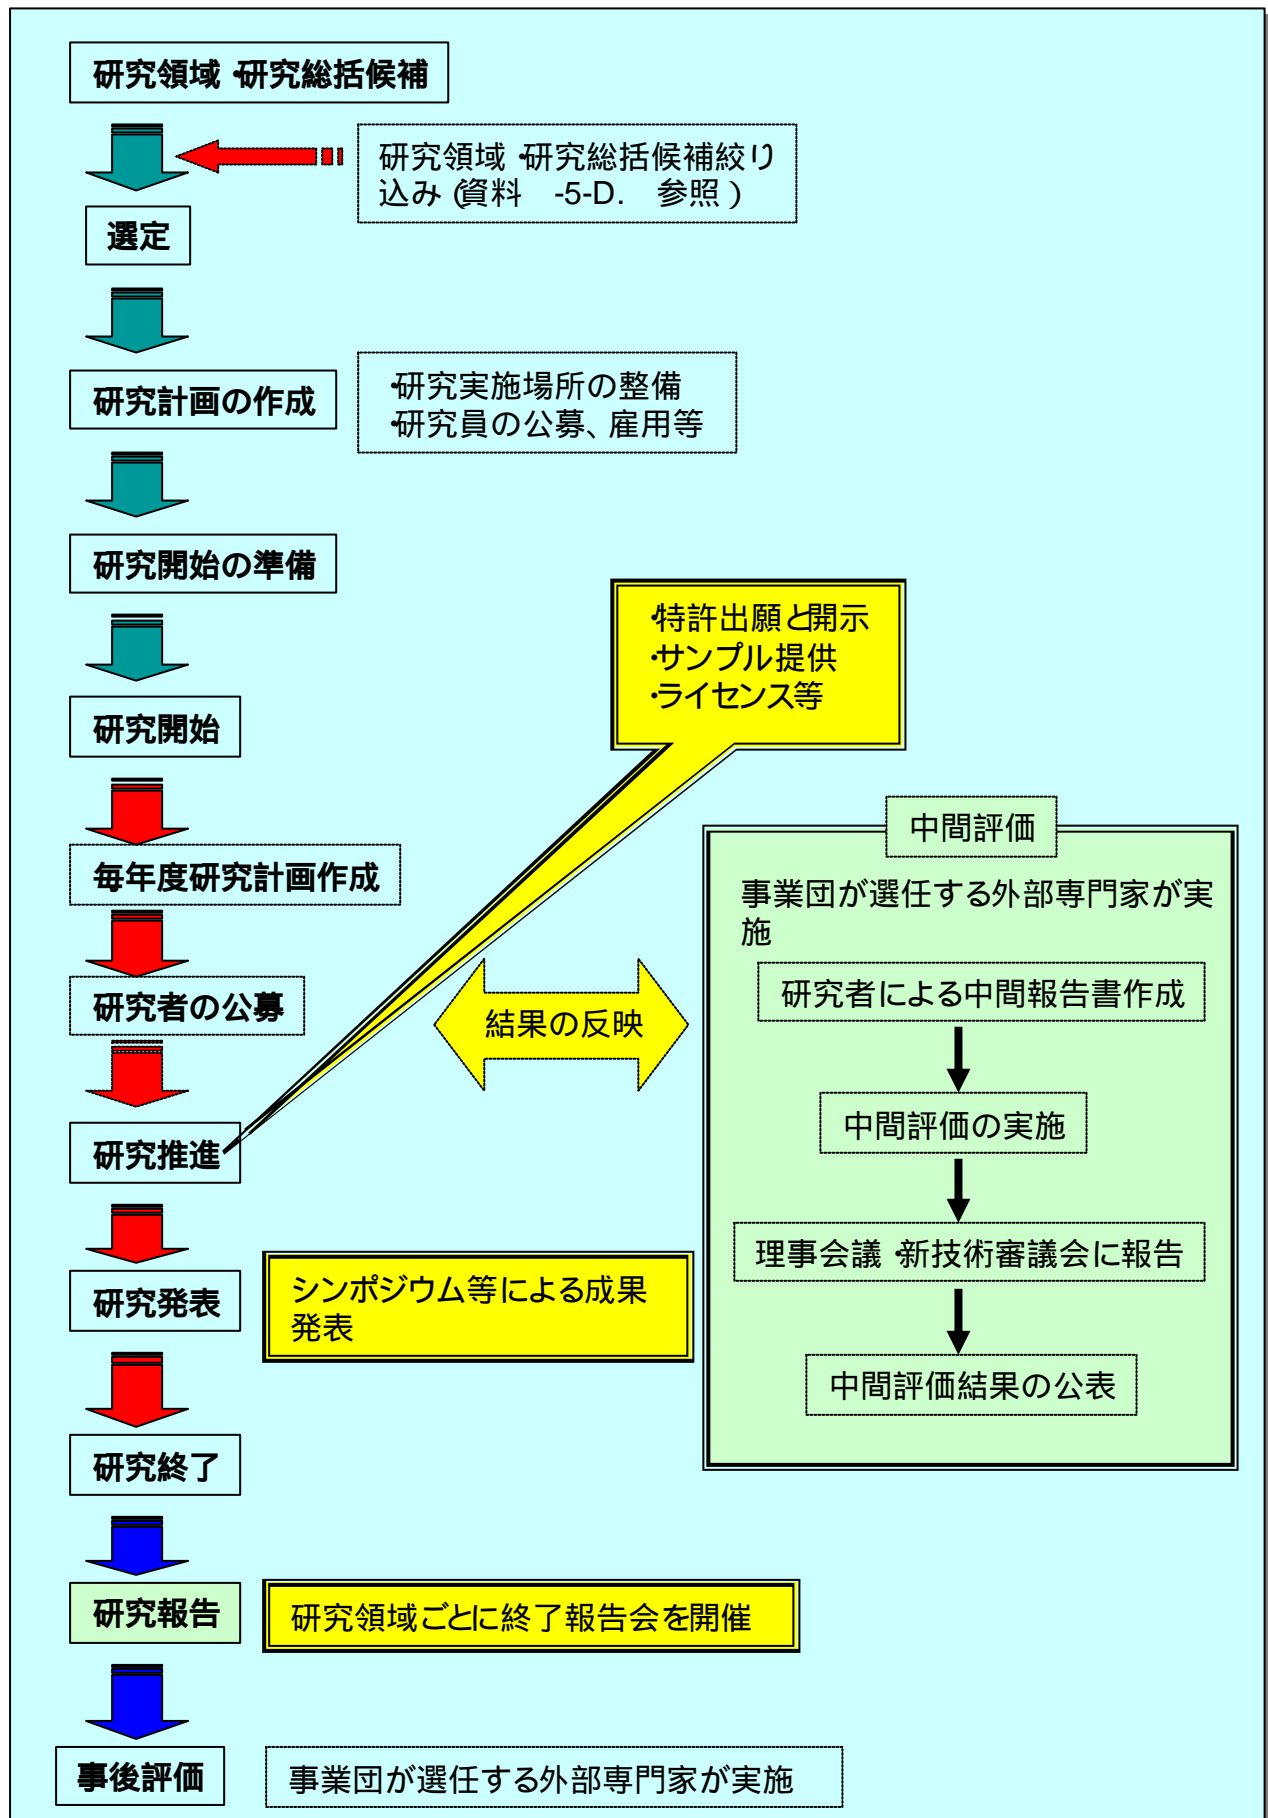 研究領域・研究総括候補
研究領域・研究総括候補絞り
込み(資料 -5-D. 参照)
選定
研究計画の作成
・研究実施場所の整備
・研究員の公募、雇用等
研究開始の準備
・特許出願と開示
・サンプル提供
・ライセンス等
研究開始
毎年度研究計画作成
研究者の公募
研究推進
結果の反映
中間評価
事業団が選任する外部専門家が実
施
研究者による中間報告書作成
中間評価の実施
理事会議・新技術審議会に報告
中間評価結果の公表
研究発表
シンポジウム等による成果
発表
研究終了
研究報告
研究領域ごとに終了報告会を開催
事後評価
事業団が選任する外部専門家が実施